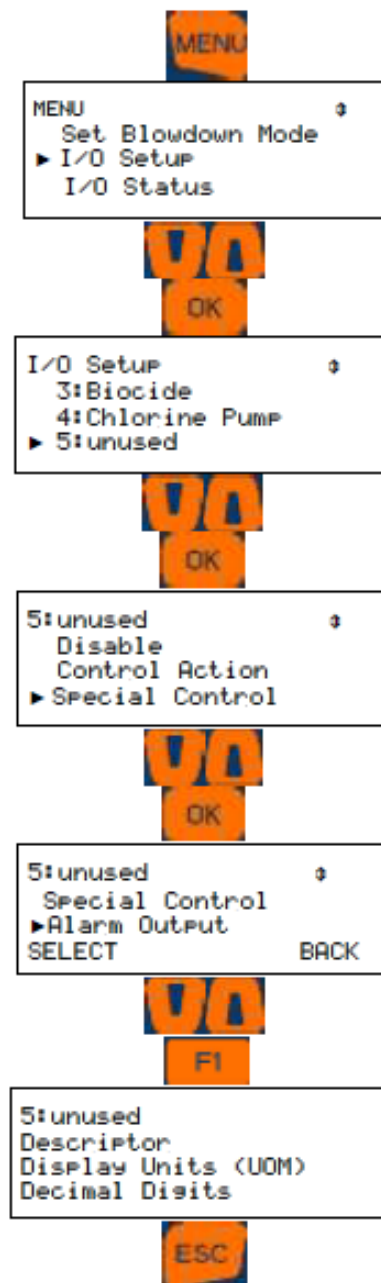 MENU
MENU
Set Blowdown Mode
I/O Setup
I/O Status
OK
I/O Setup
3:Biocide
4:Chlorine Pump
5:unused
OK
5:unused
Disable
Control Action
Special Control
OK
5:unused
Special Control
Alarm Output
SELECT BACK
F1
5:unused
Descriptor
Display Units (UOM)
Decimal Digits
ESC